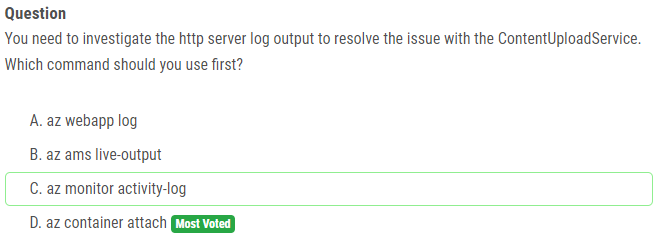 Question
You need to investigate the http server log output to resolve the issue with the ContentUploadService.
Which command should you use first?
A. az webapp log
B. az ams live-output
C. az monitor activity-log
D. az container attach Most Voted